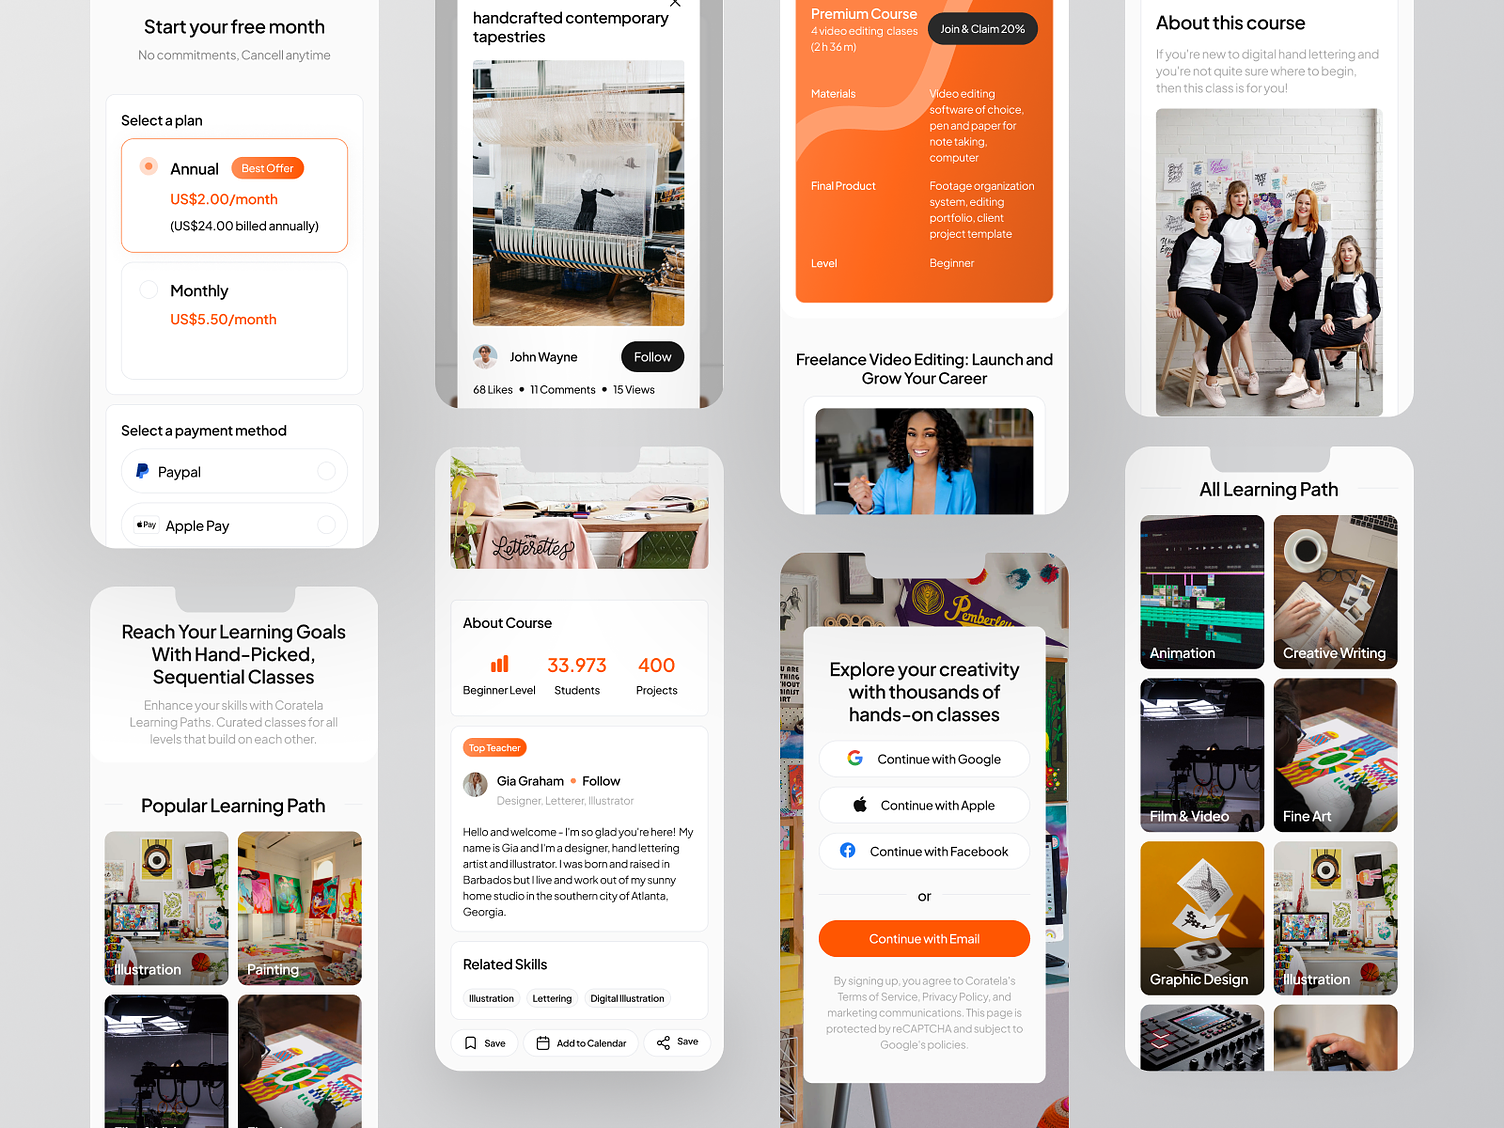 Start your free month
No commitments, Cancell anytime
Select a plan
Annual
Best Offer
US$2.00/month
(US$24.00 billed annually)
Monthly
US$5.50/month
Select a payment method
Paypal
Pay
Apple Pay
Reach Your Learning Goals
With Hand-Picked,
Sequential Classes
Enhance your skills with Coratela
Learning Paths. Curated classes for all
levels that build on each other.
Popular Learning Path
Illustration
Painting
handcrafted contemporary
tapestries
John Wayne
Follow
68 Likes • 11 Comments • 15 Views
THE
Letterettes
About Course
33.973
400
Beginner Level
Students
Projects
Top Teacher
Gia Graham • Follow
Designer, Letterer, Illustrator
Hello and welcome - I'm so glad you're here! My
name is Gia and I'm a designer, hand lettering
artist and illustrator. I was born and raised in
Barbados but I live and work out of my sunny
home studio in the southern city of Atlanta,
Georgia.
Related Skills
Illustration
Lettering
Digital Illustration
Save
Add to Calendar
Save
Premium Course
4 video editing classes
(2 h 36 m)
Join & Claim 20%
Materials
Video editing
software of choice,
pen and paper for
note taking,
computer
Final Product
Footage organization
system, editing
portfolio, client
project template
Level
Beginner
Freelance Video Editing: Launch and
Grow Your Career
Pemberley
Explore your creativity
with thousands of
hands-on classes
Continue with Google
Continue with Apple
Continue with Facebook
or
Continue with Email
By signing up, you agree to Coratela's
Terms of Service, Privacy Policy, and
marketing communications. This page is
protected by reCAPTCHA and subject to
Google's policies.
About this course
If you're new to digital hand lettering and
you're not quite sure where to begin,
then this class is for you!
All Learning Path
Animation
Creative Writing
Film & Video
Fine Art
Graphic Design
Illustration